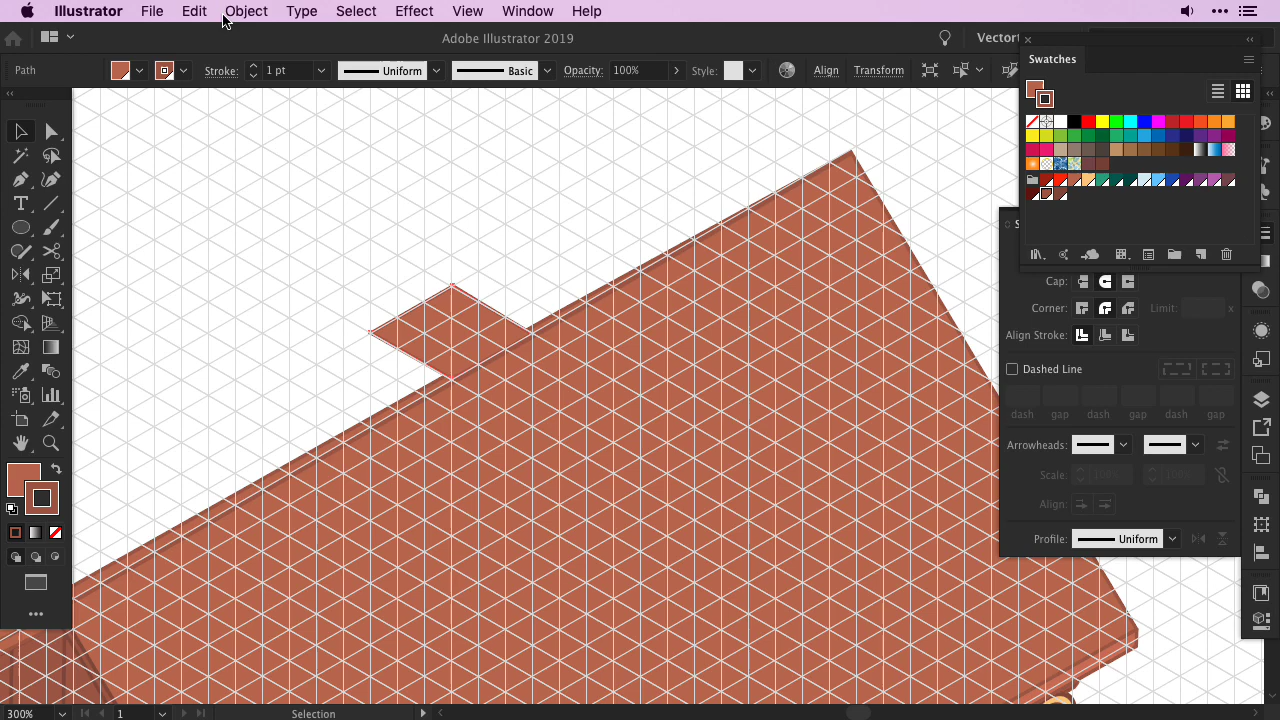 Illustrator File Edit Object Type Select Effect View Window Help
Adobe Illustrator 2019
Path Stroke: 1 pt Uniform Basic Opacity: 100% Style: Align Transform
Swatches
Cap:
Corner: Limit: x
Align Stroke:
Dashed Line
dash gap dash gap dash gap
Arrowheads:
Scale: 100% 100%
Align:
Profile: Uniform
300% 1 Selection